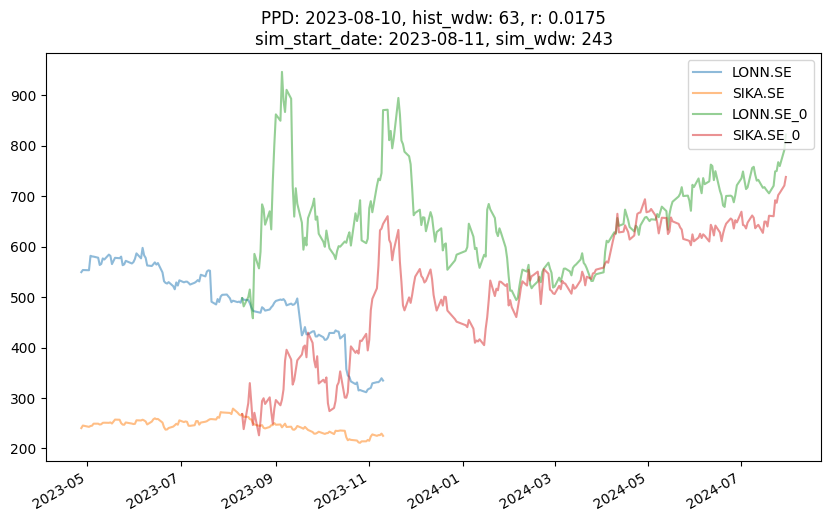 PPD: 2023-08-10, hist_wdw: 63, r: 0.0175
sim_start_date: 2023-08-11, sim_wdw: 243
LONN.SE
SIKA.SE
LONN.SE_0
SIKA.SE_0
900
800
700
600
500
400
300
200
2023-05
2023-07
2023-09
2023-11
2024-01
2024-03
2024-05
2024-07